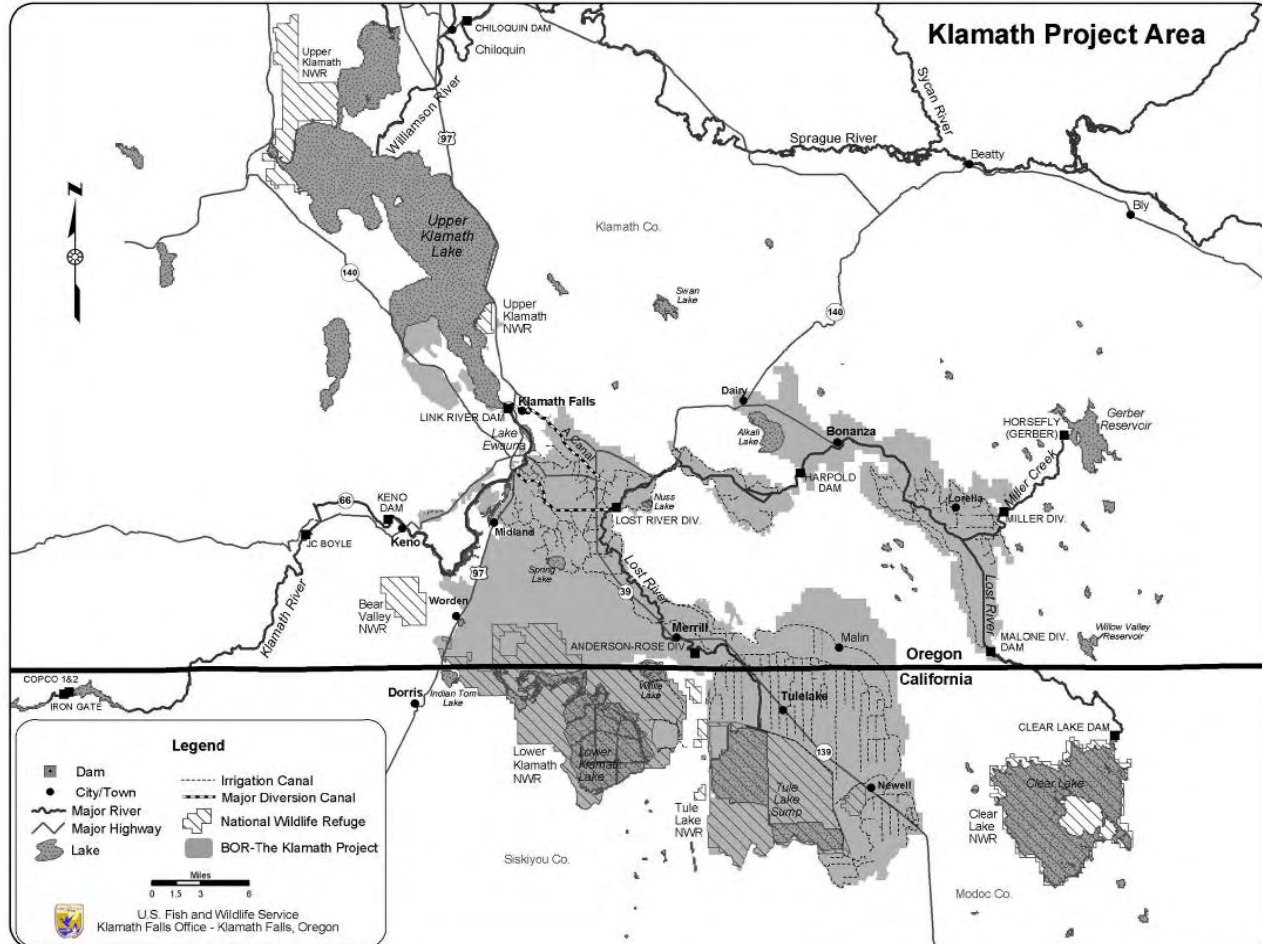 Klamath Project Area
CHILOQUIN DAM
Chiloquin
Upper
Klamath
NWR
Williamson River
97
Sycan River
Sprague River
Beatty
Bly
Z
Upper
Klamath
Lake
Klamath Co.
140
Swan
Lake
Upper
Klamath
NWR
140
Dairy
Klamath Falls
LINK RIVER DAM
Lake
Ewauna
A Canal
Alkali
Lake
Bonanza
HORSEFLY
(GERBER)
Gerber
Reservoir
HARPOLD
DAM
Miller Creek
Lorella
MILLER DIV.
Nuss
Lake
LOST RIVER DIV.
66
KENO
DAM
Keno
JC BOYLE
Midland
Klamath River
97
Spring
Lake
39
Lost River
Lost River
Bear
Valley
NWR
Worden
Merrill
Malin
ANDERSON-ROSE DIV.
MALONE DIV.
DAM
Willow Valley
Reservoir
Oregon
California
COPCO 1&2
IRON GATE
Dorris
Indian Tom
Lake
White
Lake
Tulelake
CLEAR LAKE DAM
Lower
Klamath
NWR
Lower
Klamath
Lake
139
Tule
Lake
Sump
Newell
Tule
Lake
NWR
Clear Lake
Clear
Lake
NWR
Siskiyou Co.
Modoc Co.
Legend
Dam
City/Town
Major River
Major Highway
Lake
Irrigation Canal
Major Diversion Canal
National Wildlife Refuge
BOR-The Klamath Project
Miles
0 1.5 3 6
U.S. Fish and Wildlife Service
Klamath Falls Office - Klamath Falls, Oregon